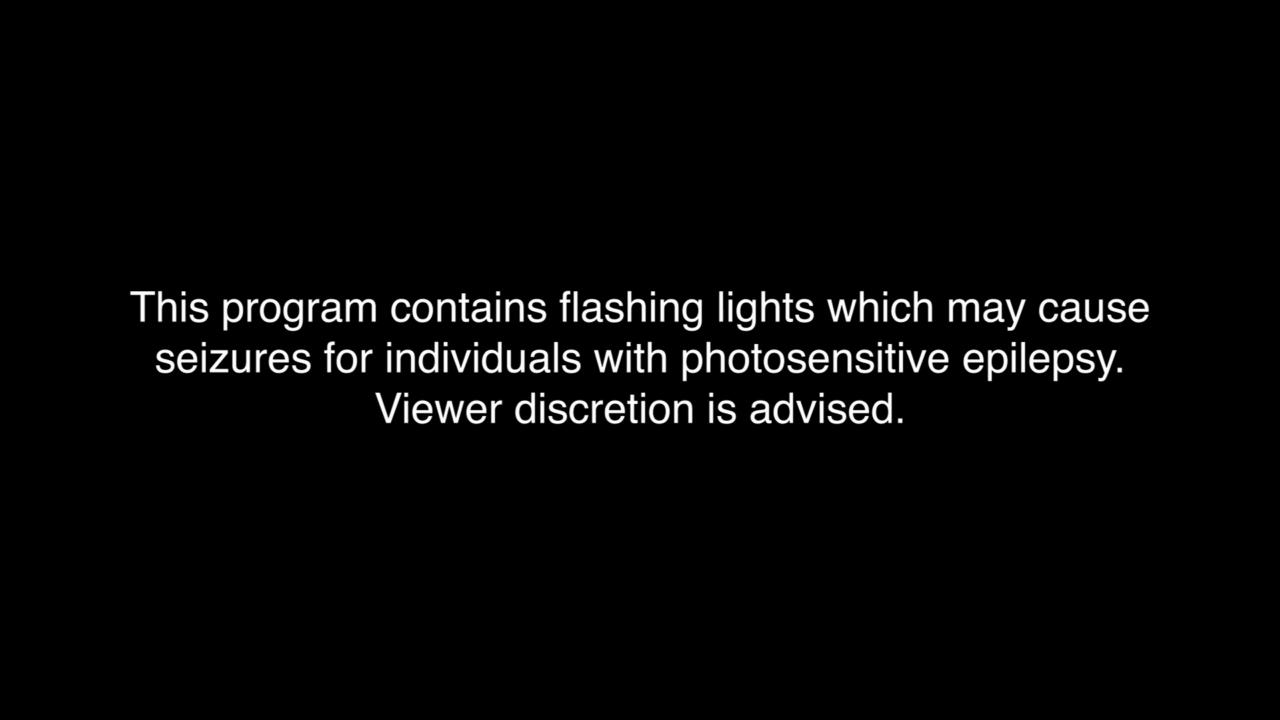 This program contains flashing lights which may cause
seizures for individuals with photosensitive epilepsy.
Viewer discretion is advised.